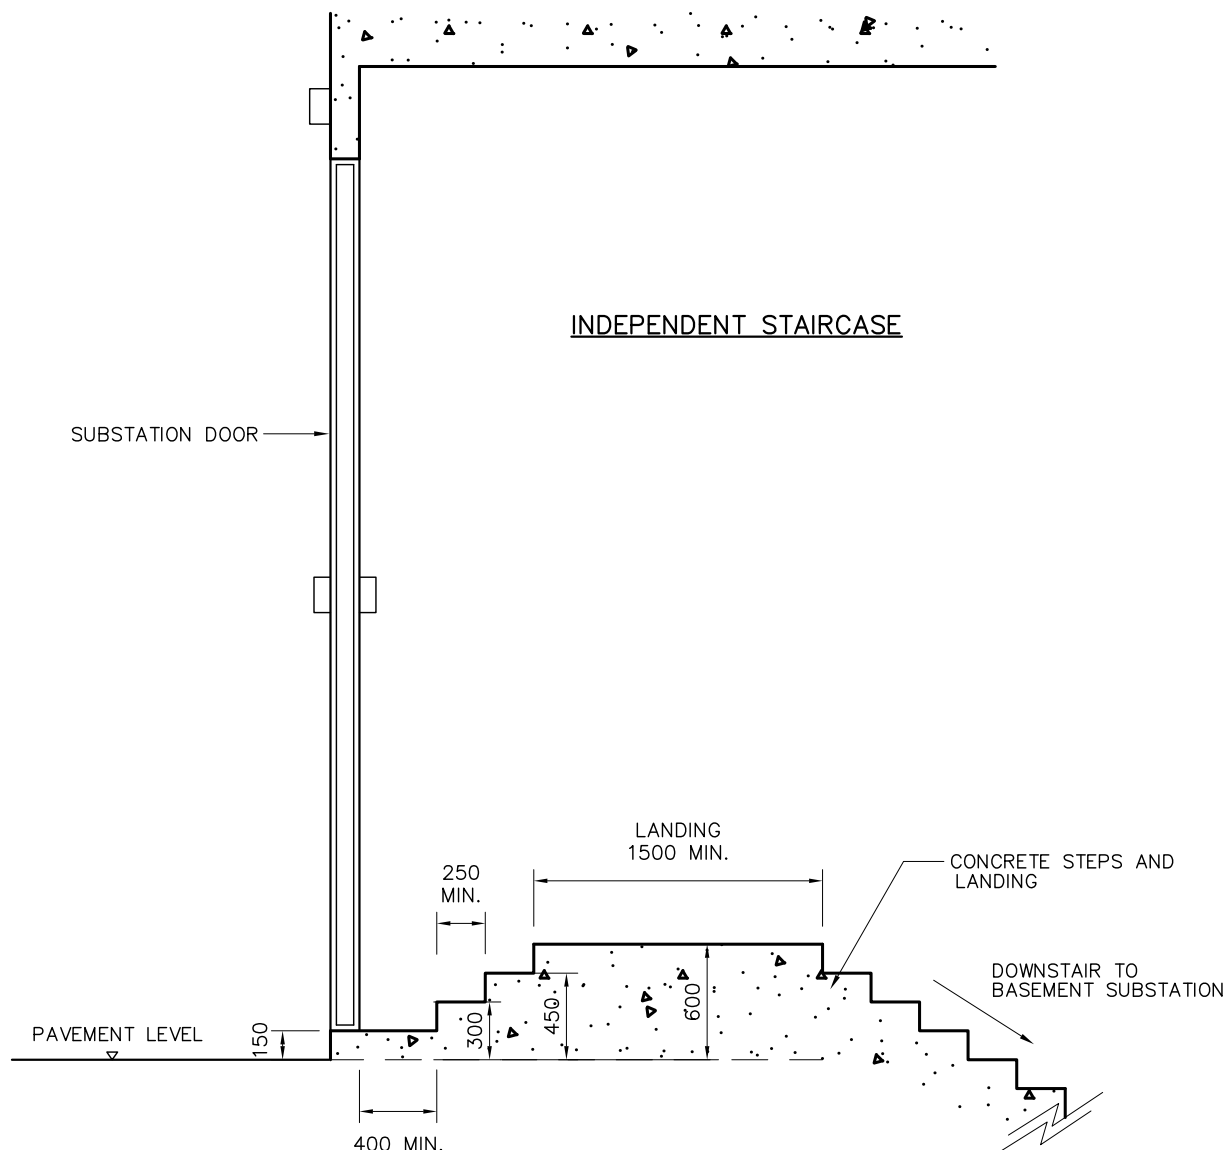 INDEPENDENT STAIRCASE
SUBSTATION DOOR
LANDING
1500 MIN.
250
MIN.
CONCRETE STEPS AND
LANDING
DOWNSTAIR TO
BASEMENT SUBSTATION
PAVEMENT LEVEL
150
300
450
600
400 MIN.